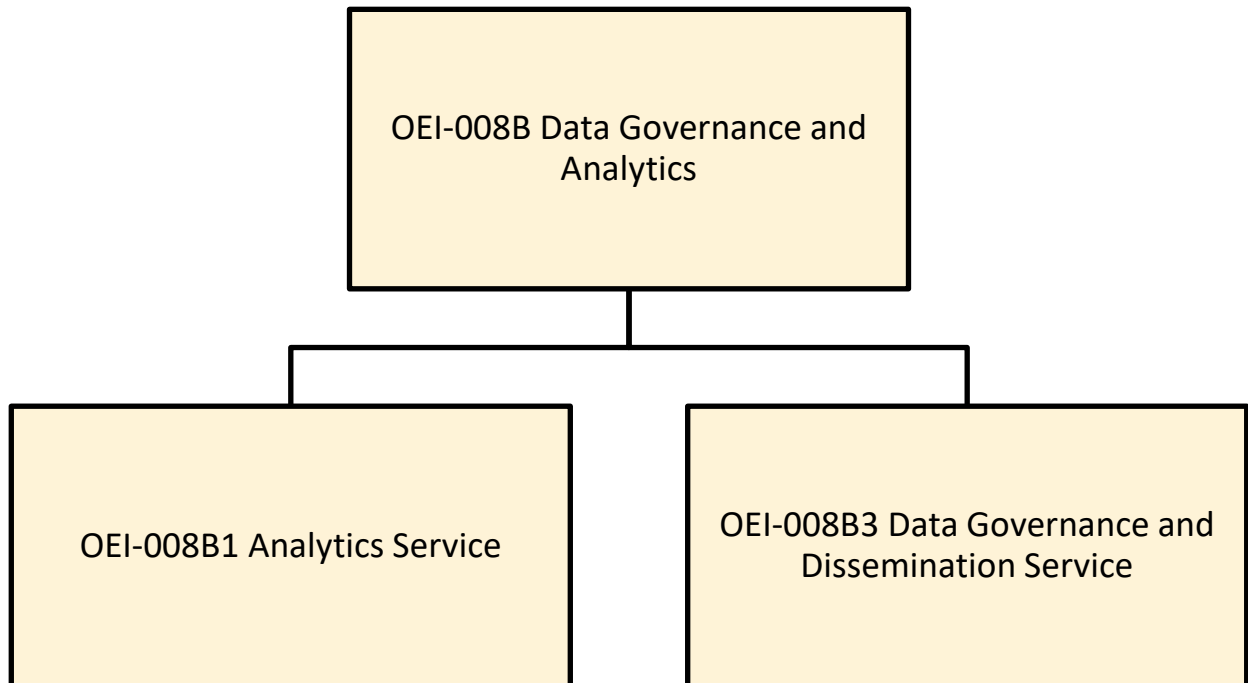 OEI-008B Data Governance and
Analytics
OEI-008B1 Analytics Service
OEI-008B3 Data Governance and
Dissemination Service